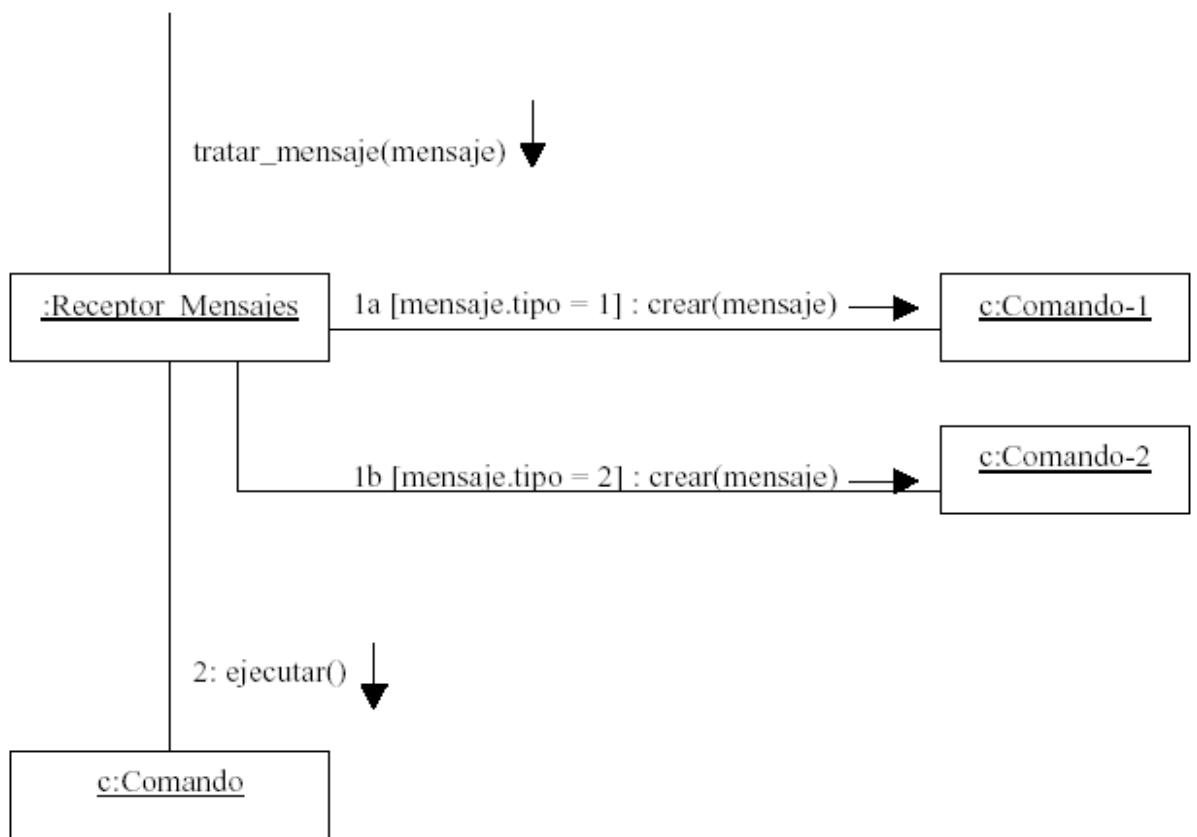 tratar_mensaje(mensaje)
:Receptor_Mensajes
1a [mensaje.tipo = 1] : crear(mensaje)
c:Comando-1
1b [mensaje.tipo = 2] : crear(mensaje)
c:Comando-2
2: ejecutar()
c:Comando